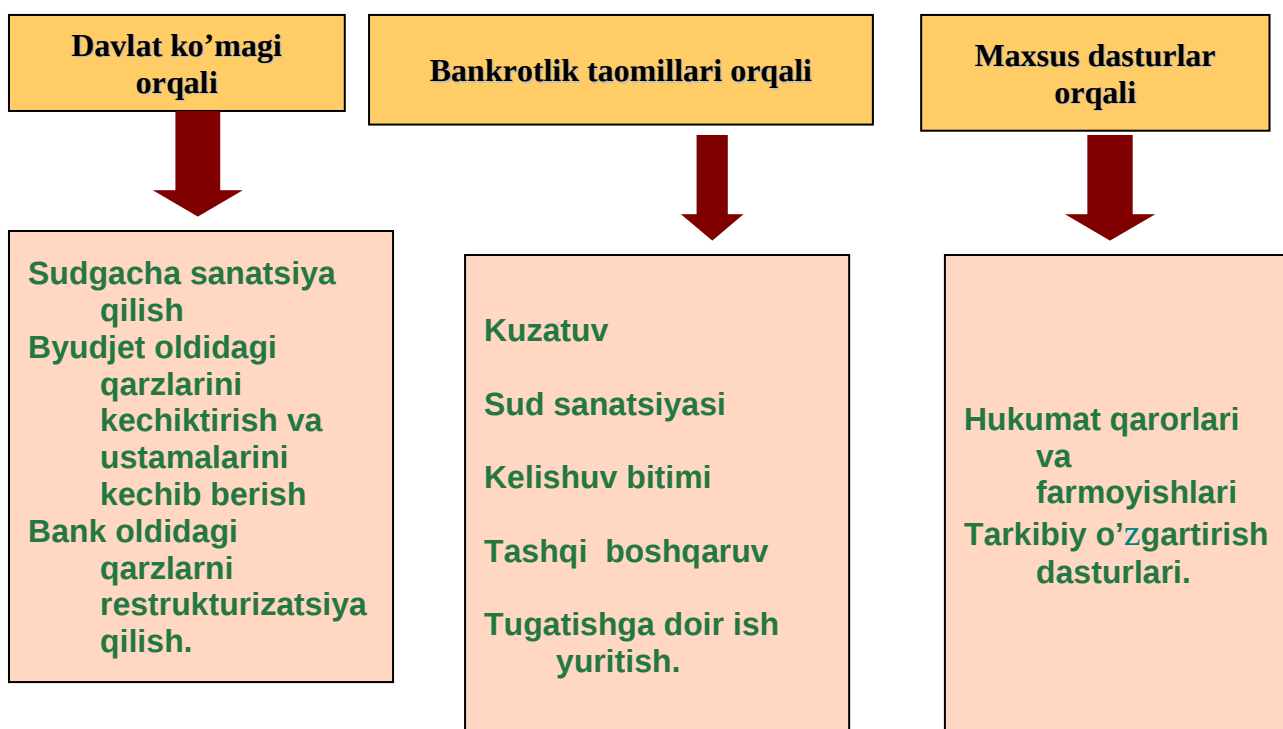 Davlat ko’magi
orqali
Bankrotlik taomillari orqali
Maxsus dasturlar
orqali
Sudgacha sanatsiya
qilish
Byudjet oldidagi
qarzlarini
kechiktirish va
ustamalarini
kechib berish
Bank oldidagi
qarzlarni
restrukturizatsiya
qilish.
Kuzatuv
Sud sanatsiyasi
Kelishuv bitimi
Tashqi boshqaruv
Tugatishga doir ish
yuritish.
Hukumat qarorlari
va
farmoyishlari
Tarkibiy o’zgartirish
dasturlari.